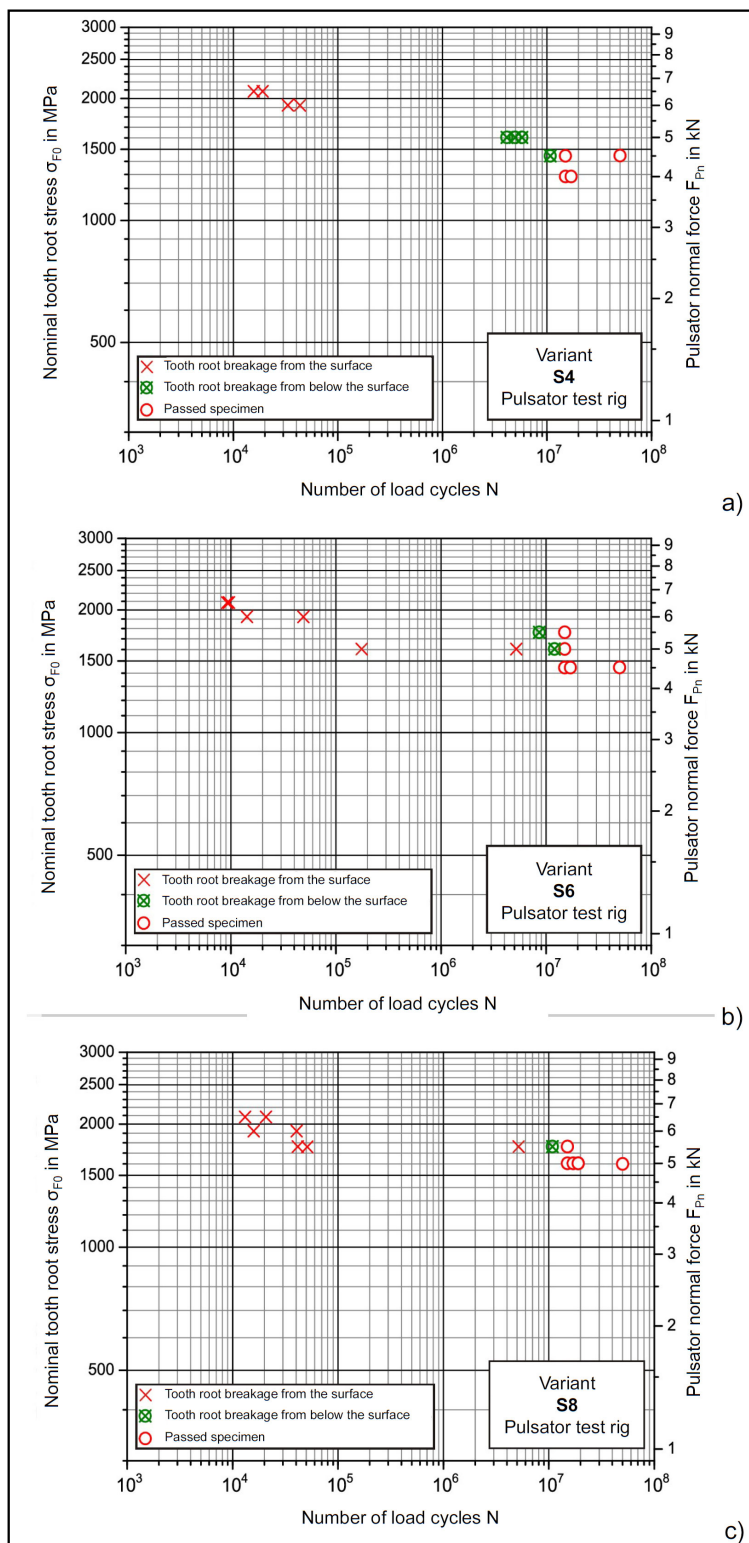 3000
2500
2000
1500
1000
500
Nominal tooth root stress σF0 in MPa
9
8
7
6
5
4
3
2
1
Pulsator normal force FPn in kN
Tooth root breakage from the surface
Tooth root breakage from below the surface
Passed specimen
Variant
S4
Pulsator test rig
10³ 10⁴ 10⁵ 10⁶ 10⁷ 10⁸
Number of load cycles N
a)
3000
2500
2000
1500
1000
500
Nominal tooth root stress σF0 in MPa
9
8
7
6
5
4
3
2
1
Pulsator normal force FPn in kN
Tooth root breakage from the surface
Tooth root breakage from below the surface
Passed specimen
Variant
S6
Pulsator test rig
10³ 10⁴ 10⁵ 10⁶ 10⁷ 10⁸
Number of load cycles N
b)
3000
2500
2000
1500
1000
500
Nominal tooth root stress σF0 in MPa
9
8
7
6
5
4
3
2
1
Pulsator normal force FPn in kN
Tooth root breakage from the surface
Tooth root breakage from below the surface
Passed specimen
Variant
S8
Pulsator test rig
10³ 10⁴ 10⁵ 10⁶ 10⁷ 10⁸
Number of load cycles N
c)